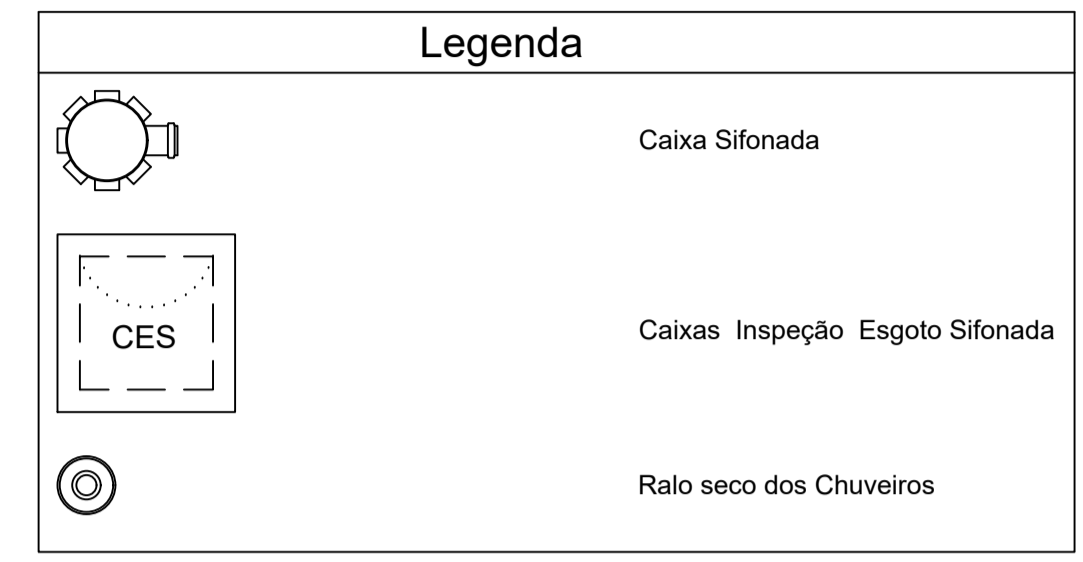 Legenda
Caixa Sifonada
CES
Caixas Inspeção Esgoto Sifonada
Ralo seco dos Chuveiros